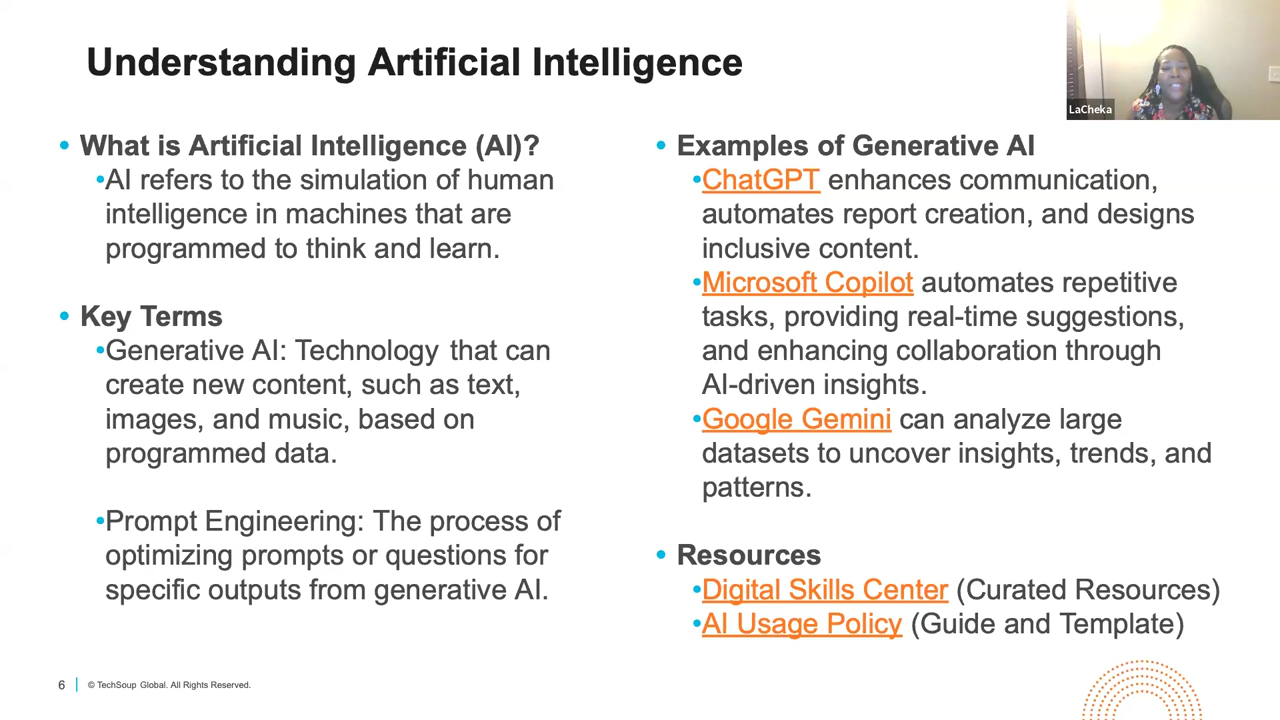 Understanding Artificial Intelligence
LaCheka
• What is Artificial Intelligence (AI)?
•AI refers to the simulation of human
intelligence in machines that are
programmed to think and learn.
• Key Terms
•Generative AI: Technology that can
create new content, such as text,
images, and music, based on
programmed data.
•Prompt Engineering: The process of
optimizing prompts or questions for
specific outputs from generative AI.
• Examples of Generative AI
•ChatGPT enhances communication,
automates report creation, and designs
inclusive content.
•Microsoft Copilot automates repetitive
tasks, providing real-time suggestions,
and enhancing collaboration through
AI-driven insights.
•Google Gemini can analyze large
datasets to uncover insights, trends, and
patterns.
• Resources
•Digital Skills Center (Curated Resources)
•AI Usage Policy (Guide and Template)
6 | © TechSoup Global. All Rights Reserved.